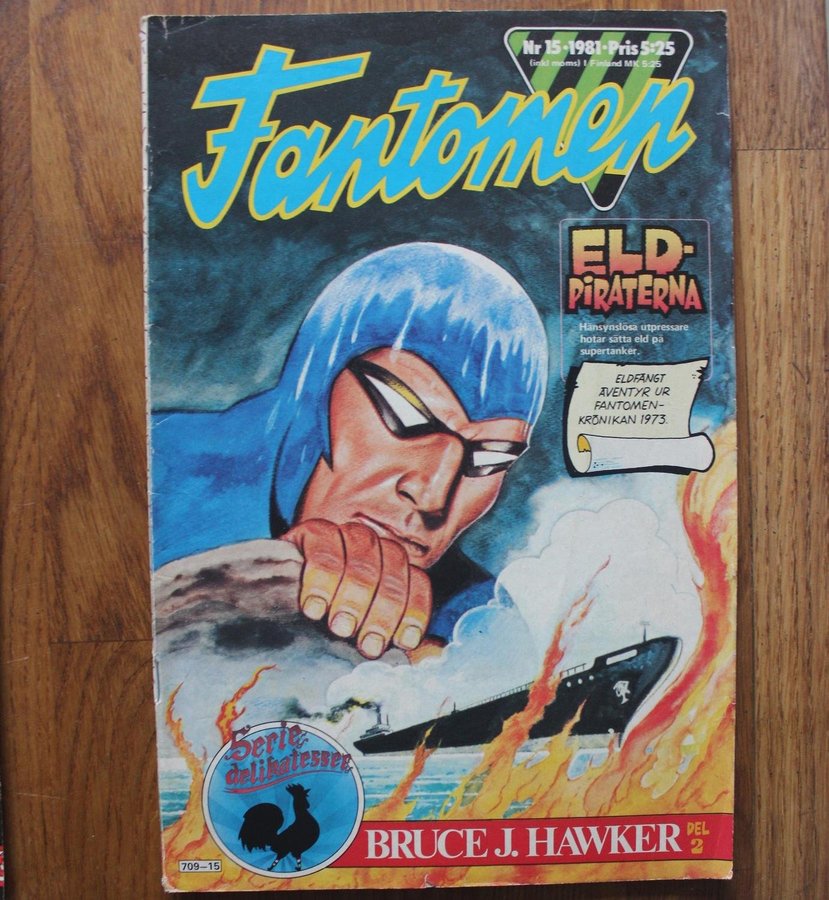 Nr 15·1981·Pris 5:25
(inkl moms) I Finland MK 5:25
Fantomen
ELD-
PIRATERNA
Hänsynslösa utpressare
hotar sätta eld på
supertanker.
ELDFÄNGT
ÄVENTYR UR
FANTOMEN-
KRÖNIKAN 1973.
Serie
delikatesser
BRUCE J. HAWKER DEL
2
709–15